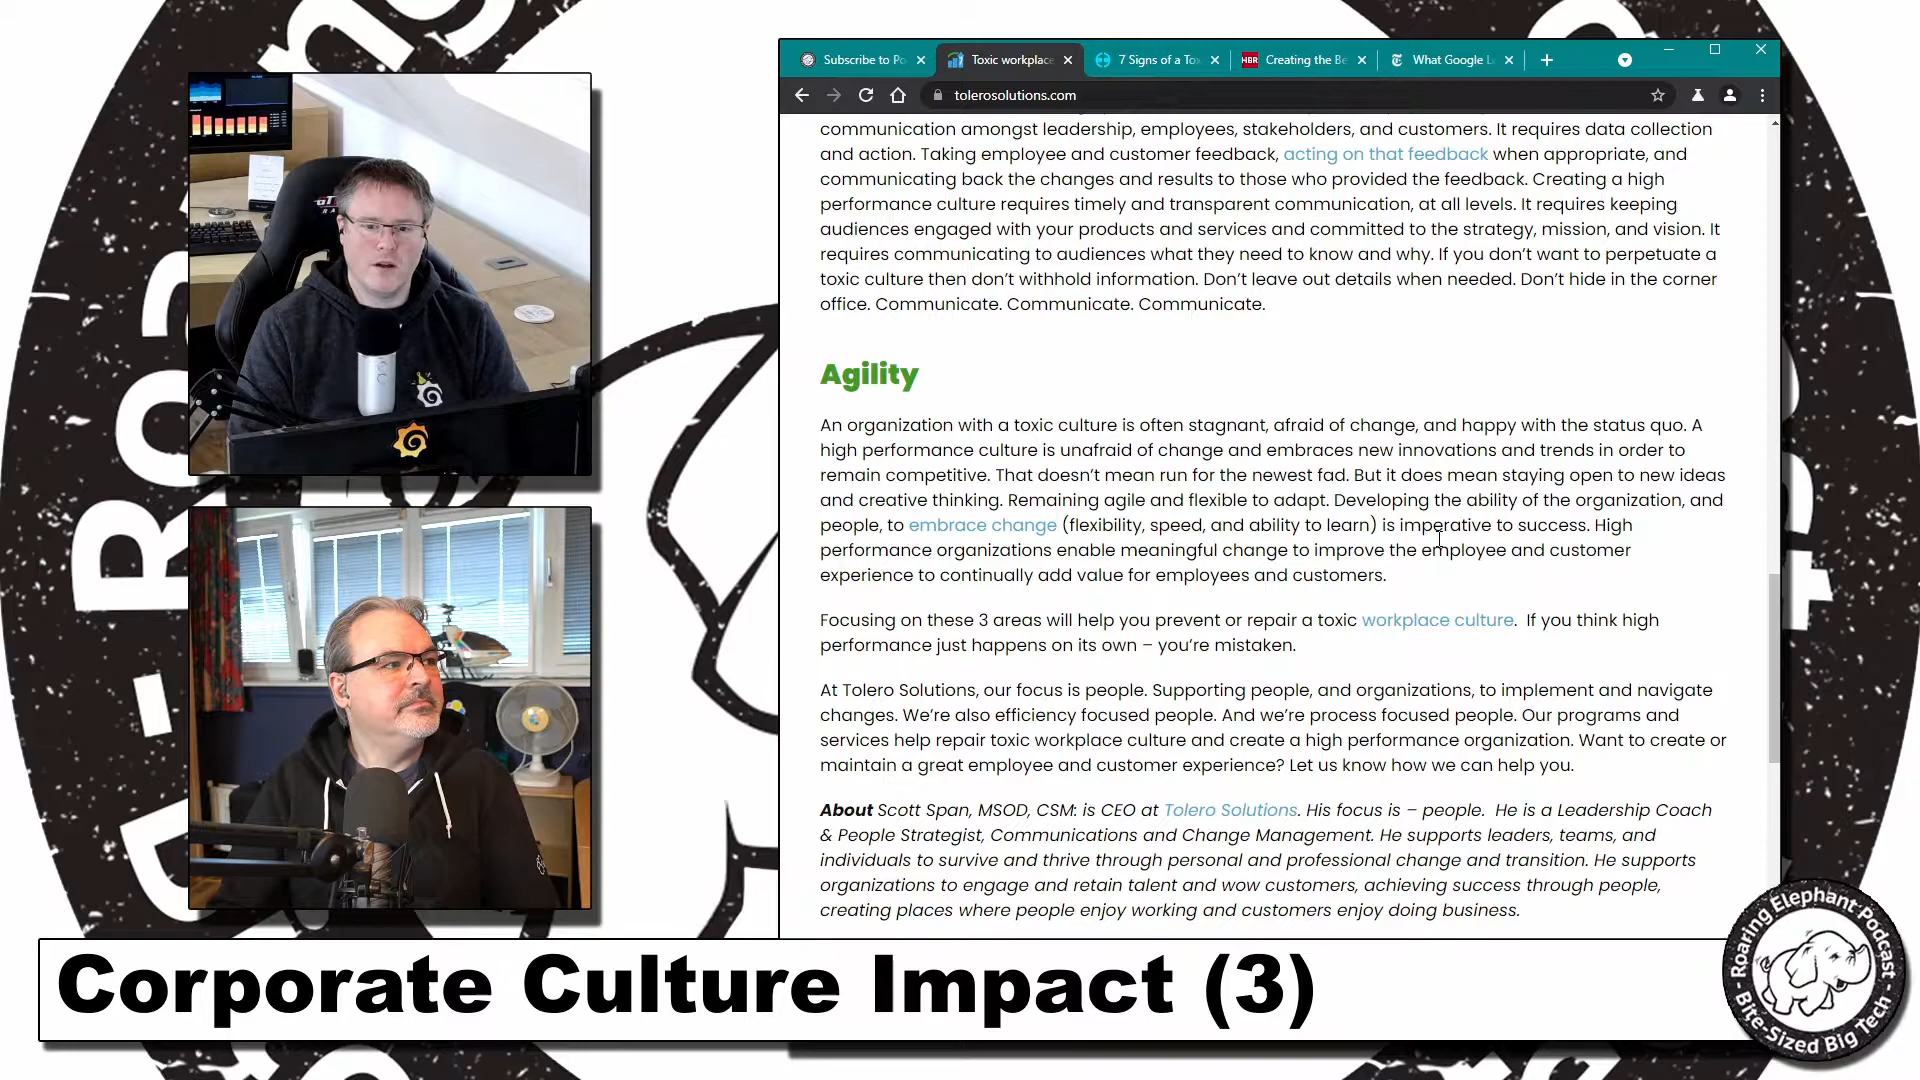 Subscribe to Po
Toxic workplace
7 Signs of a Tox
HBR
Creating the Be
What Google Le
tolerosolutions.com
communication amongst leadership, employees, stakeholders, and customers. It requires data collection
and action. Taking employee and customer feedback, acting on that feedback when appropriate, and
communicating back the changes and results to those who provided the feedback. Creating a high
performance culture requires timely and transparent communication, at all levels. It requires keeping
audiences engaged with your products and services and committed to the strategy, mission, and vision. It
requires communicating to audiences what they need to know and why. If you don't want to perpetuate a
toxic culture then don't withhold information. Don't leave out details when needed. Don't hide in the corner
office. Communicate. Communicate. Communicate.
Agility
An organization with a toxic culture is often stagnant, afraid of change, and happy with the status quo. A
high performance culture is unafraid of change and embraces new innovations and trends in order to
remain competitive. That doesn't mean run for the newest fad. But it does mean staying open to new ideas
and creative thinking. Remaining agile and flexible to adapt. Developing the ability of the organization, and
people, to embrace change (flexibility, speed, and ability to learn) is imperative to success. High
performance organizations enable meaningful change to improve the employee and customer
experience to continually add value for employees and customers.
Focusing on these 3 areas will help you prevent or repair a toxic workplace culture.  If you think high
performance just happens on its own – you're mistaken.
At Tolero Solutions, our focus is people. Supporting people, and organizations, to implement and navigate
changes. We're also efficiency focused people. And we're process focused people. Our programs and
services help repair toxic workplace culture and create a high performance organization. Want to create or
maintain a great employee and customer experience? Let us know how we can help you.
About Scott Span, MSOD, CSM: is CEO at Tolero Solutions. His focus is – people.  He is a Leadership Coach
& People Strategist, Communications and Change Management. He supports leaders, teams, and
individuals to survive and thrive through personal and professional change and transition. He supports
organizations to engage and retain talent and wow customers, achieving success through people,
creating places where people enjoy working and customers enjoy doing business.
Corporate Culture Impact (3)
- Roaring Elephant Podcast -
Bite-Sized Big Tech